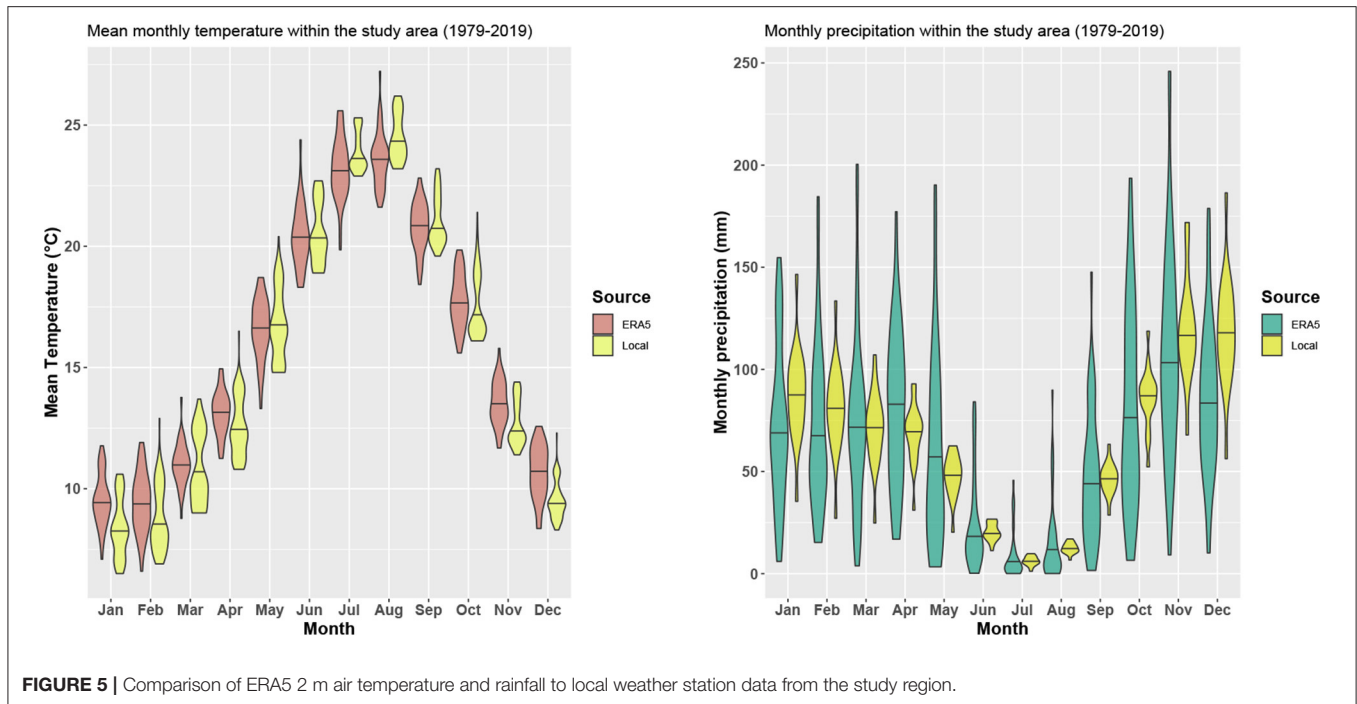 Mean monthly temperature within the study area (1979-2019)
Mean Temperature (°C)
25
20
15
10
Jan Feb Mar Apr May Jun Jul Aug Sep Oct Nov Dec
Month
Source
ERA5
Local
Monthly precipitation within the study area (1979-2019)
Monthly precipitation (mm)
250
200
150
100
50
0
Jan Feb Mar Apr May Jun Jul Aug Sep Oct Nov Dec
Month
Source
ERA5
Local
FIGURE 5 | Comparison of ERA5 2 m air temperature and rainfall to local weather station data from the study region.